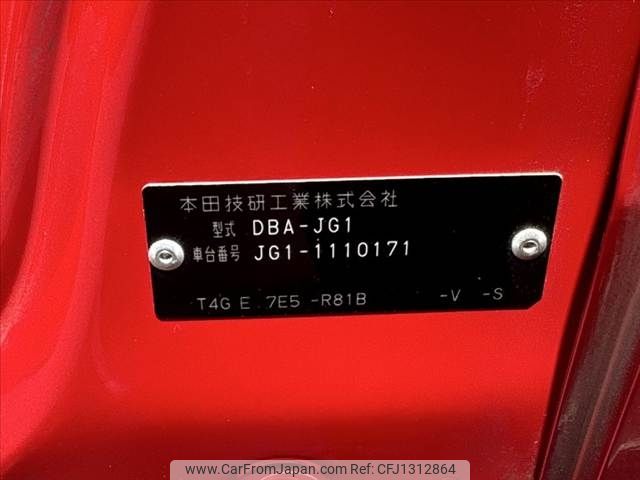 本田技研工業株式会社
型式 DBA-JG1
車台番号 JG1-1110171
T4G E 7E5 -R81B -V -S
www.CarFromJapan.com - CFJ1312864